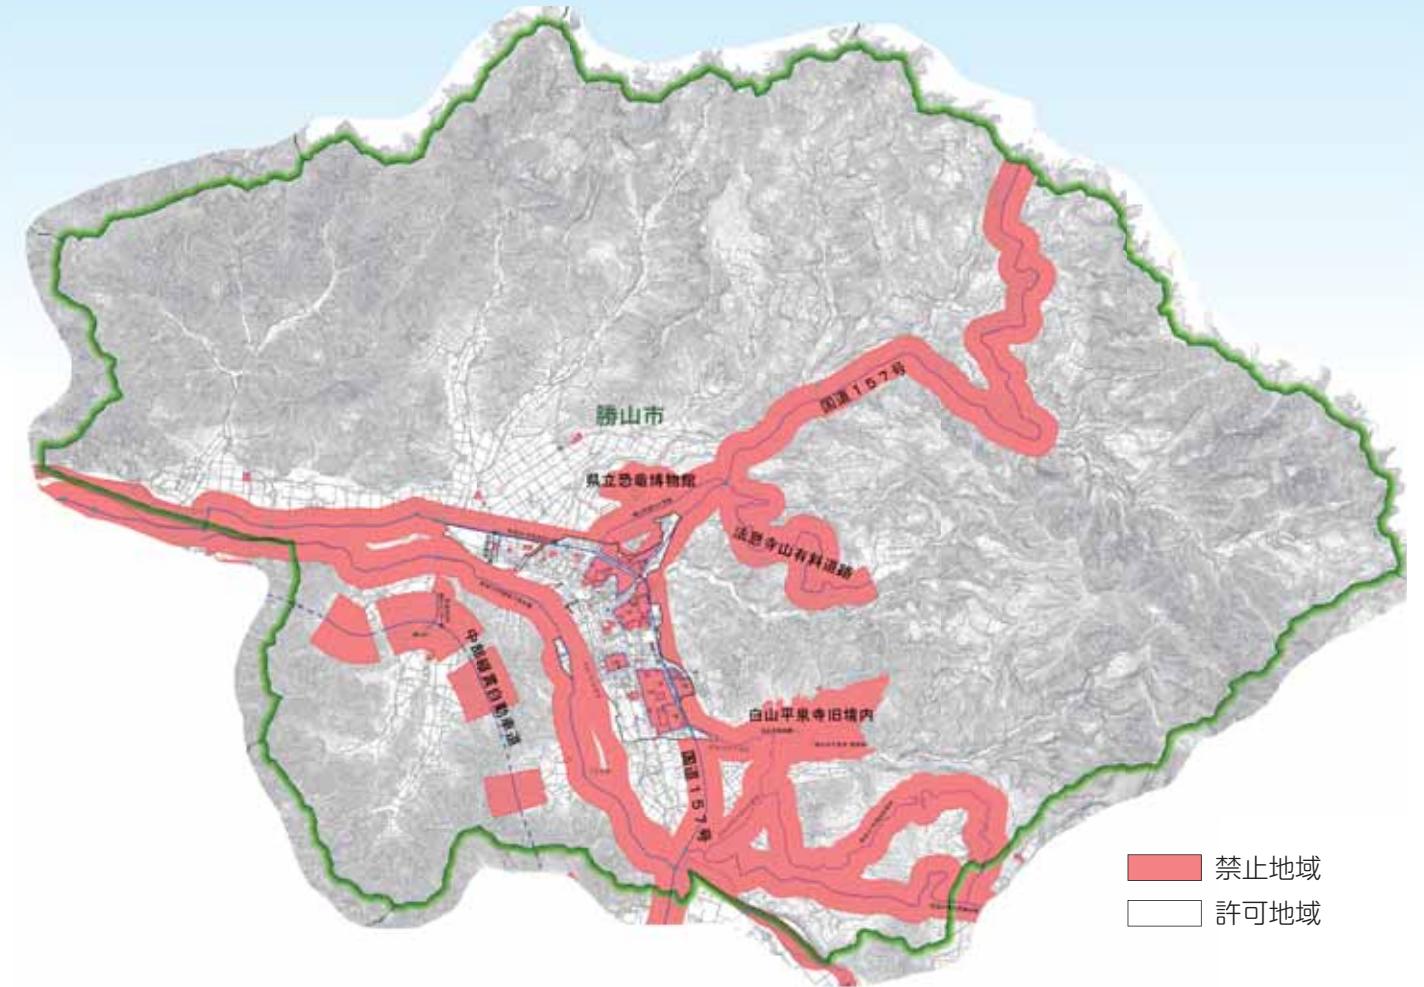 国道157号
勝山市
県立恐竜博物館
法恩寺山有料道路
中部縦貫自動車道
白山平泉寺旧境内
国道157号
禁止地域
許可地域